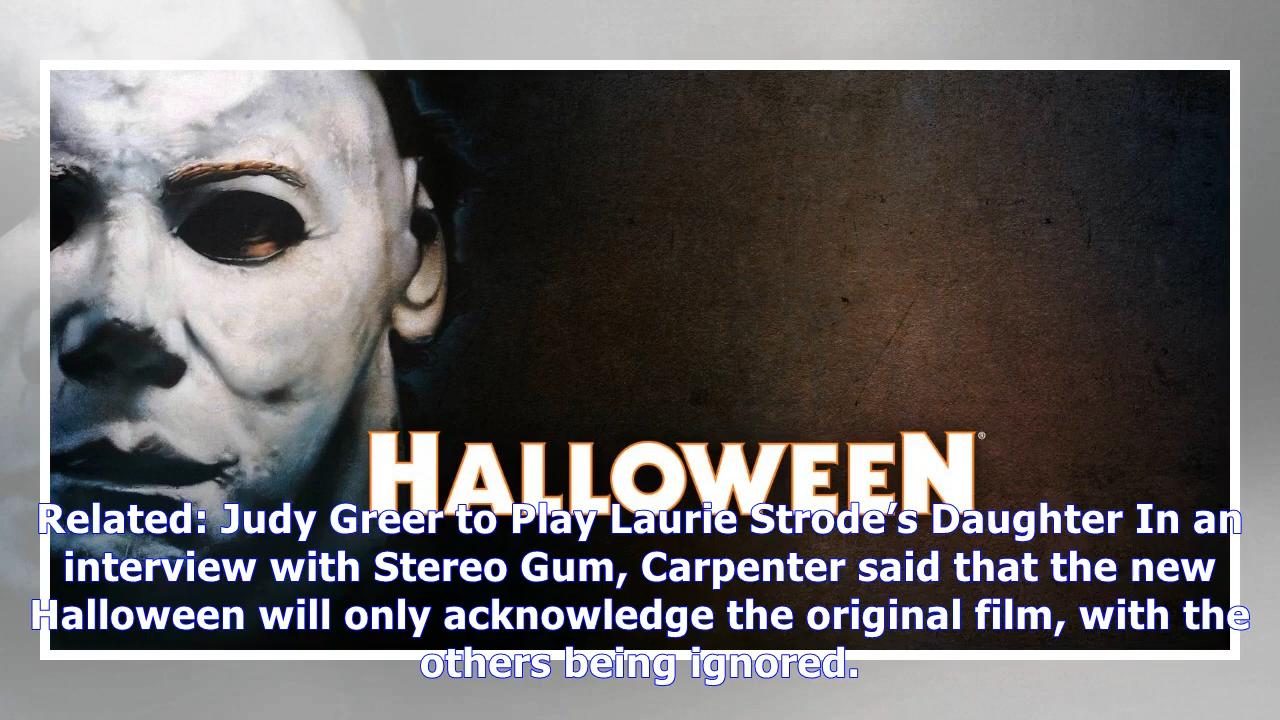 HALLOWEEN®
Related: Judy Greer to Play Laurie Strode’s Daughter In an
interview with Stereo Gum, Carpenter said that the new
Halloween will only acknowledge the original film, with the
others being ignored.